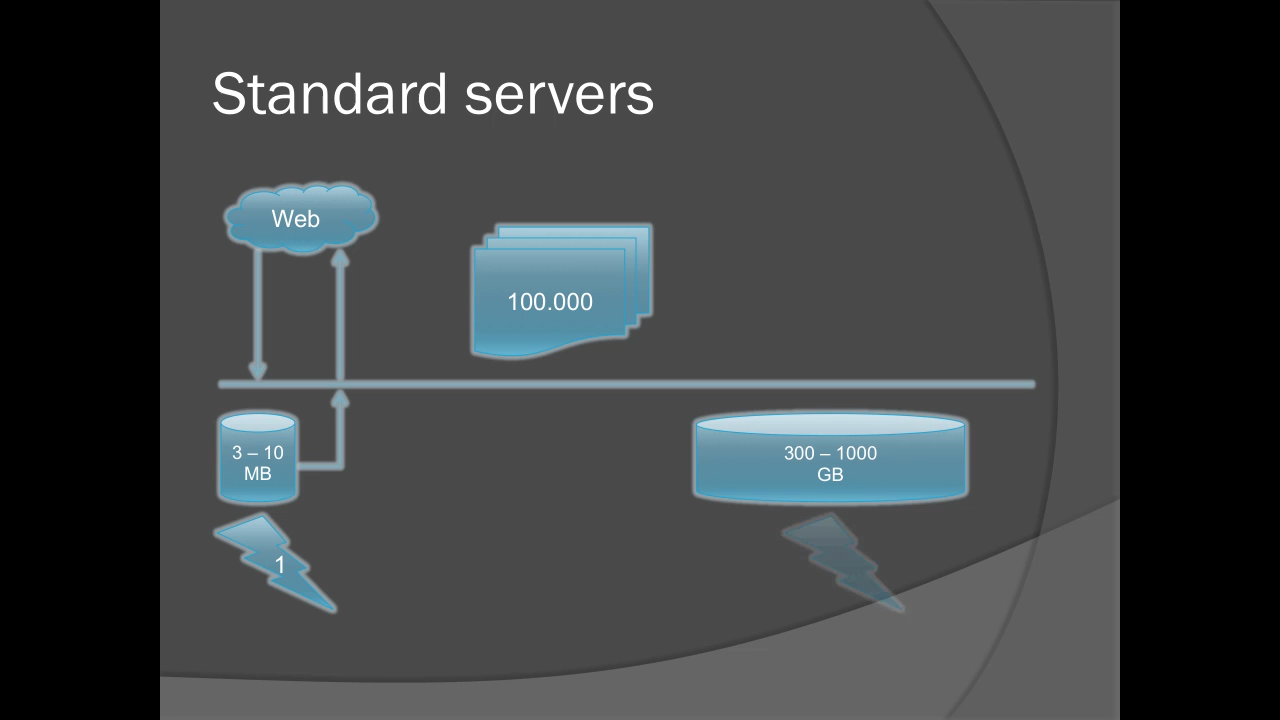 Standard servers
Web
100.000
3 – 10
MB
300 – 1000
GB
1